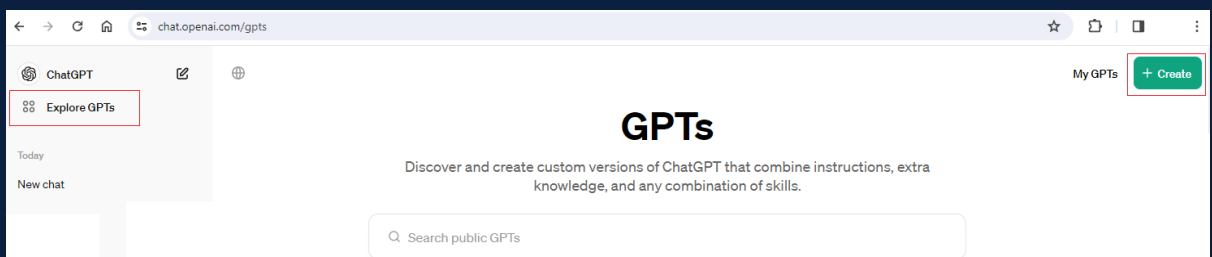 chat.openai.com/gpts
ChatGPT
Explore GPTs
Today
New chat
My GPTs
+ Create
GPTs
Discover and create custom versions of ChatGPT that combine instructions, extra
knowledge, and any combination of skills.
Search public GPTs